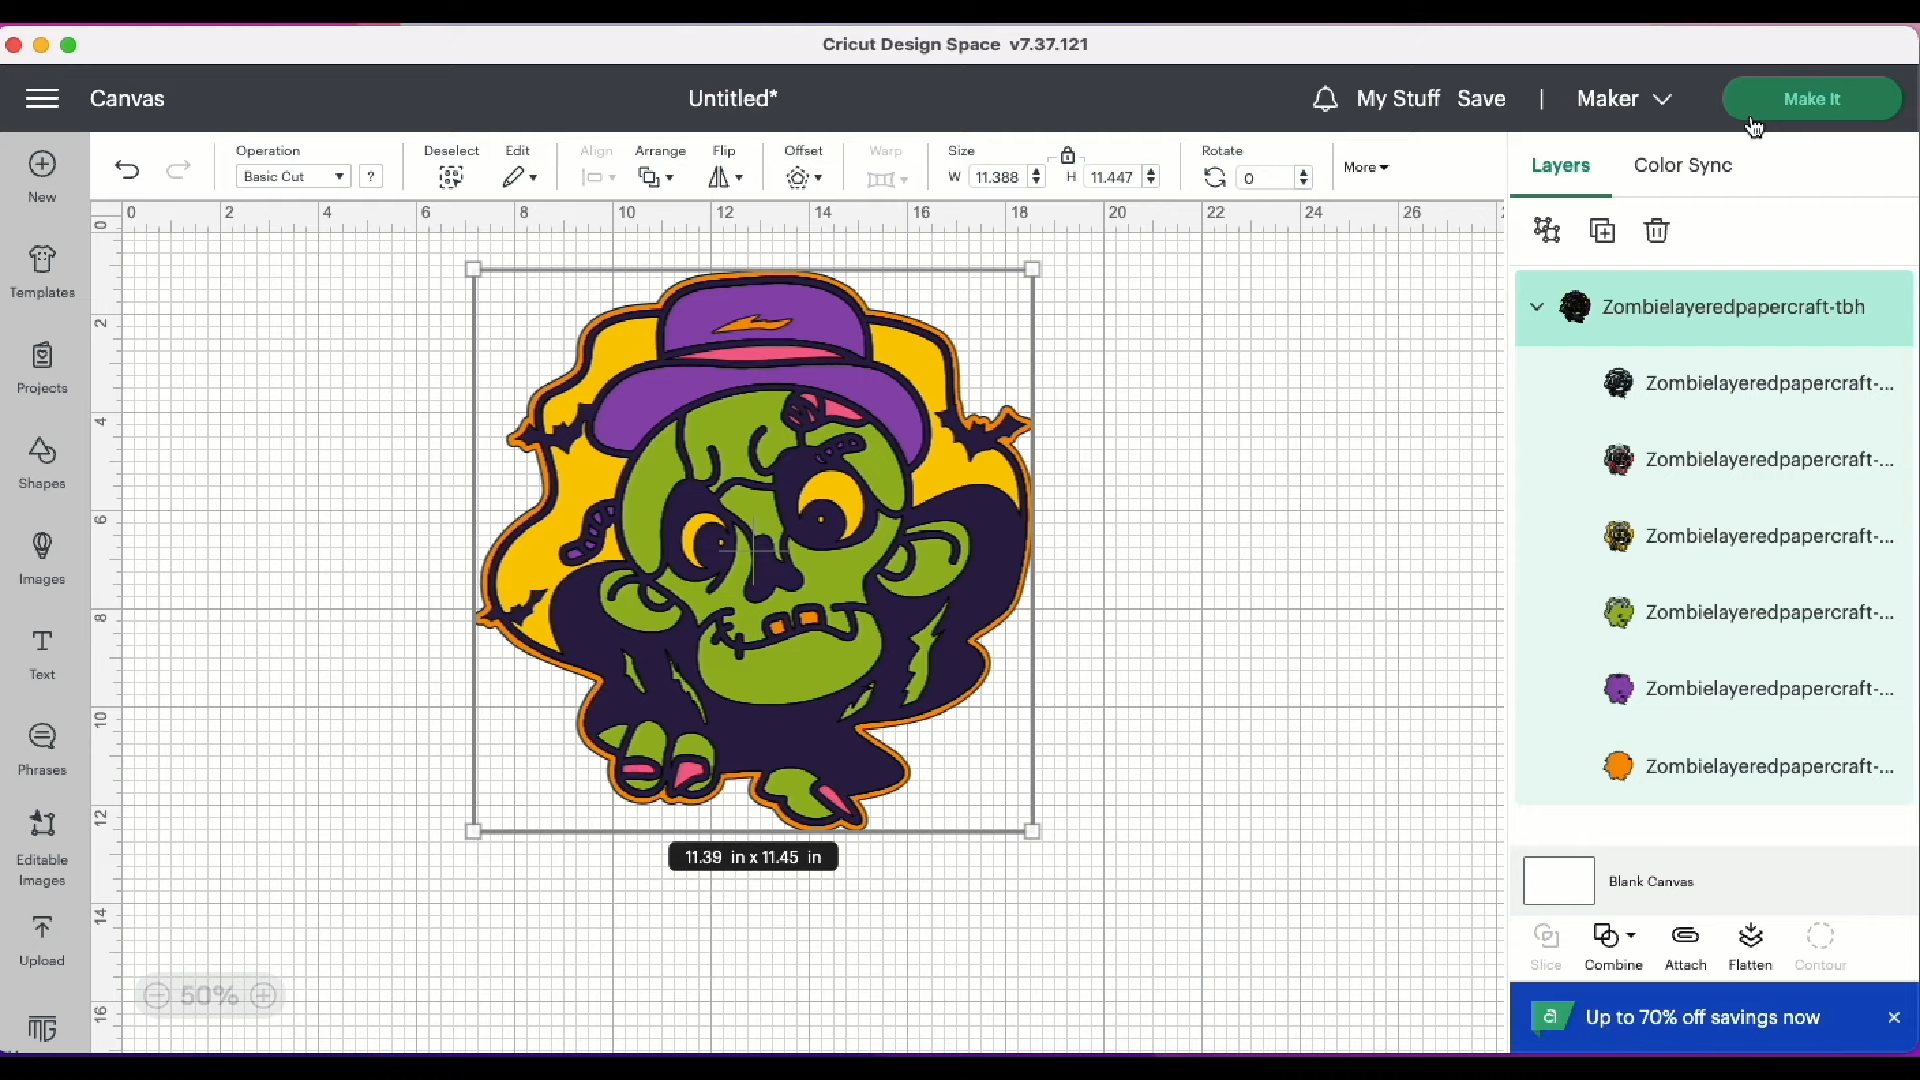 Cricut Design Space v7.37.121
Canvas
Untitled*
My Stuff
Save
|
Maker
Make It
New
Templates
Projects
Shapes
Images
Text
Phrases
Editable
Images
Upload
Operation
Basic Cut
?
Deselect
Edit
Align
Arrange
Flip
Offset
Warp
Size
W 11.388
H 11.447
Rotate
0
More
0 2 4 6 8 10 12 14 16 18 20 22 24 26
0
2
4
6
8
10
12
14
16
11.39 in x 11.45 in
50%
Layers
Color Sync
Zombielayeredpapercraft-tbh
Zombielayeredpapercraft-...
Zombielayeredpapercraft-...
Zombielayeredpapercraft-...
Zombielayeredpapercraft-...
Zombielayeredpapercraft-...
Zombielayeredpapercraft-...
Blank Canvas
Slice
Combine
Attach
Flatten
Contour
a
Up to 70% off savings now